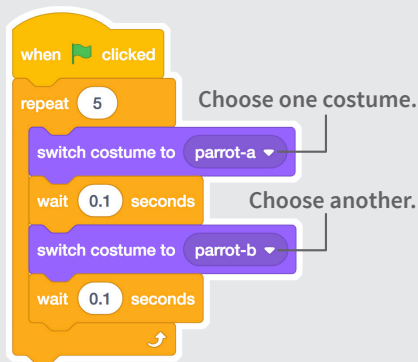 when clicked
repeat 5
Choose one costume.
switch costume to parrot-a
wait 0.1 seconds
Choose another.
switch costume to parrot-b
wait 0.1 seconds